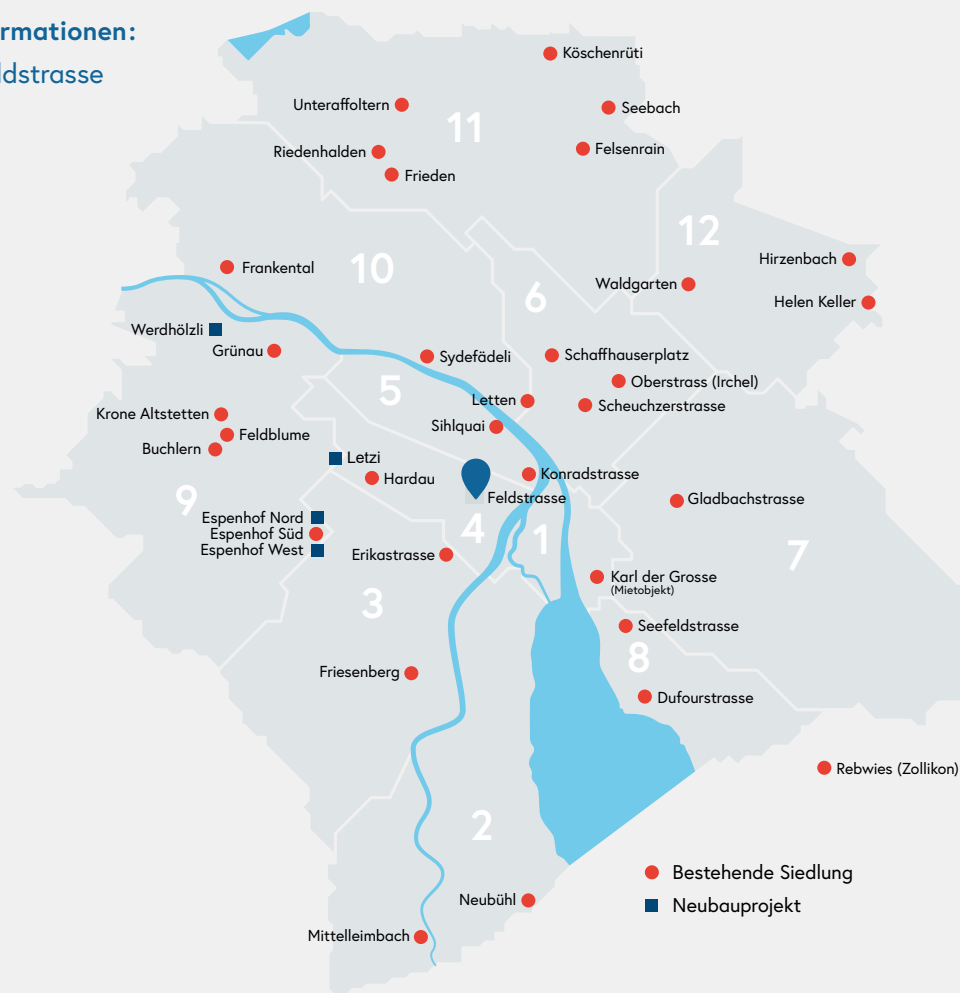 rmationen:
ldstrasse
Köschenrüti
Unteraffoltern
Seebach
11
Riedenhalden
Felsenrain
Frieden
12
Hirzenbach
Frankental
10
Waldgarten
6
Helen Keller
Werdhölzli
Grünau
Sydefädeli
Schaffhauserplatz
Oberstrass (Irchel)
5
Letten
Scheuchzerstrasse
Krone Altstetten
Sihlquai
Feldblume
Buchlern
Letzi
Hardau
Konradstrasse
9
Feldstrasse
Gladbachstrasse
Espenhof Nord
4
Espenhof Süd
1
Espenhof West
Erikastrasse
7
Karl der Grosse
(Mietobjekt)
3
Seefeldstrasse
8
Friesenberg
Dufourstrasse
Rebwies (Zollikon)
2
Bestehende Siedlung
Neubühl
Neubauprojekt
Mittelleimbach